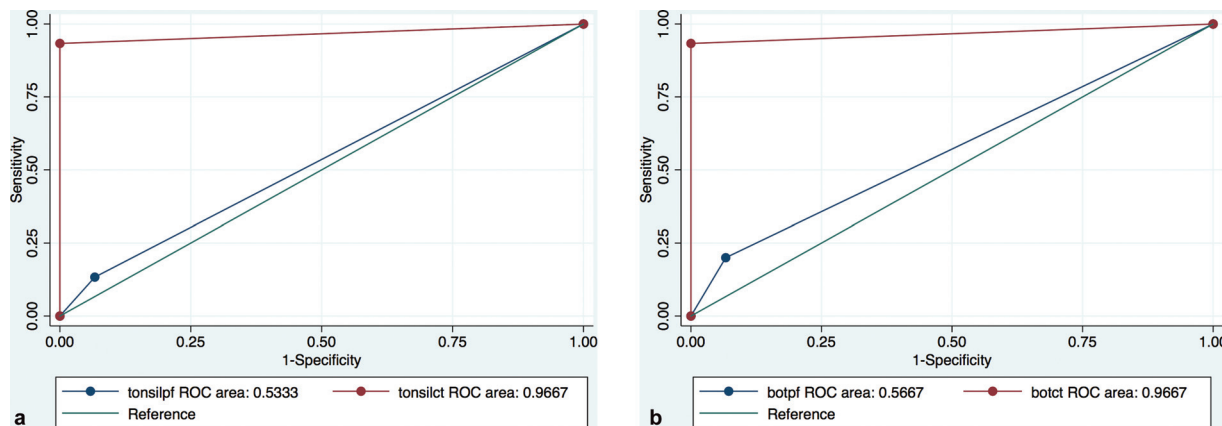 1.00
0.75
0.50
0.25
0.00
Sensitivity
0.00 0.25 0.50 0.75 1.00
1-Specificity
tonsilpf ROC area: 0.5333 tonsilct ROC area: 0.9667
Reference
a
1.00
0.75
0.50
0.25
0.00
Sensitivity
0.00 0.25 0.50 0.75 1.00
1-Specificity
botpf ROC area: 0.5667 botct ROC area: 0.9667
Reference
b